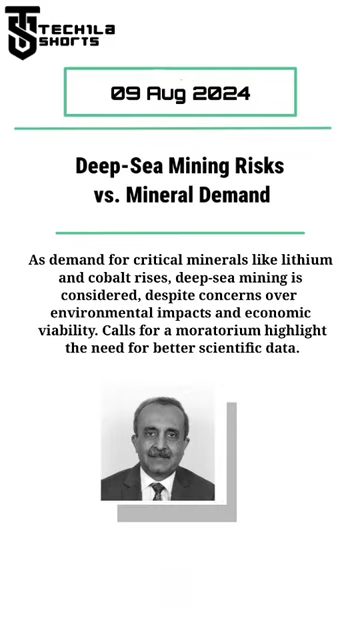 TECH1LA
SHORTS
09 Aug 2024
Deep-Sea Mining Risks
vs. Mineral Demand
As demand for critical minerals like lithium
and cobalt rises, deep-sea mining is
considered, despite concerns over
environmental impacts and economic
viability. Calls for a moratorium highlight
the need for better scientific data.